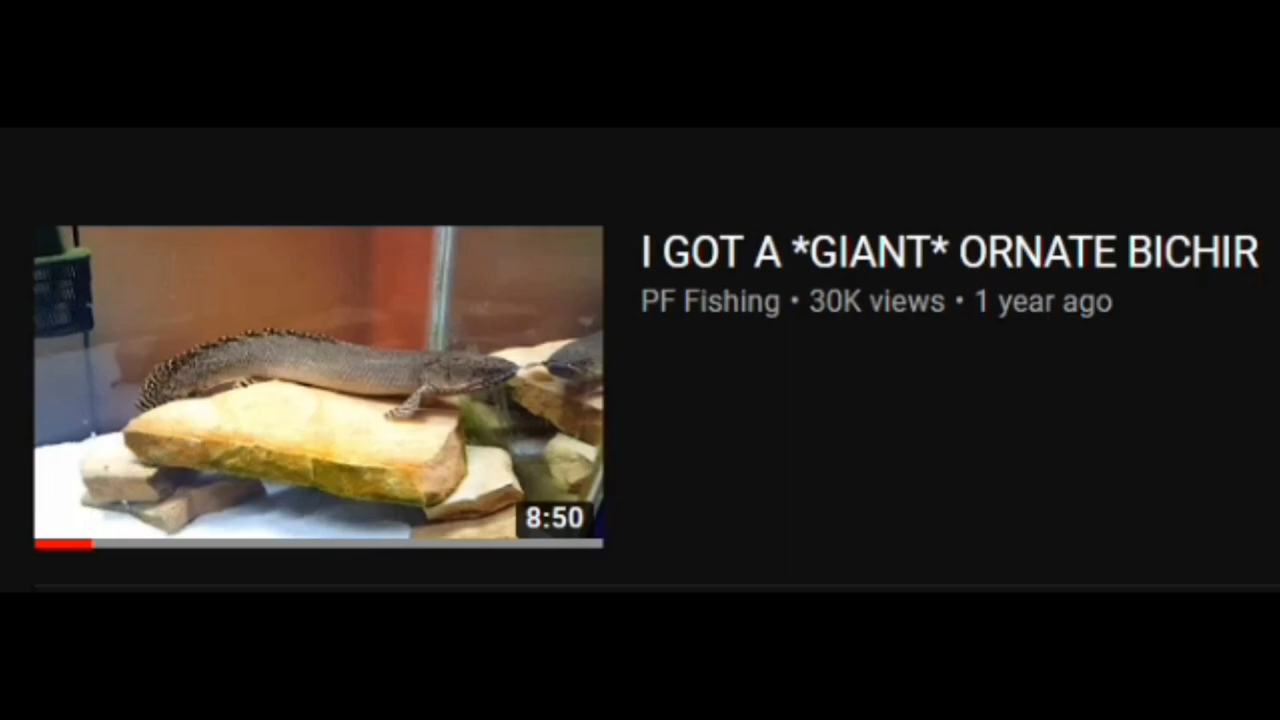 I GOT A *GIANT* ORNATE BICHIR
PF Fishing • 30K views • 1 year ago
8:50